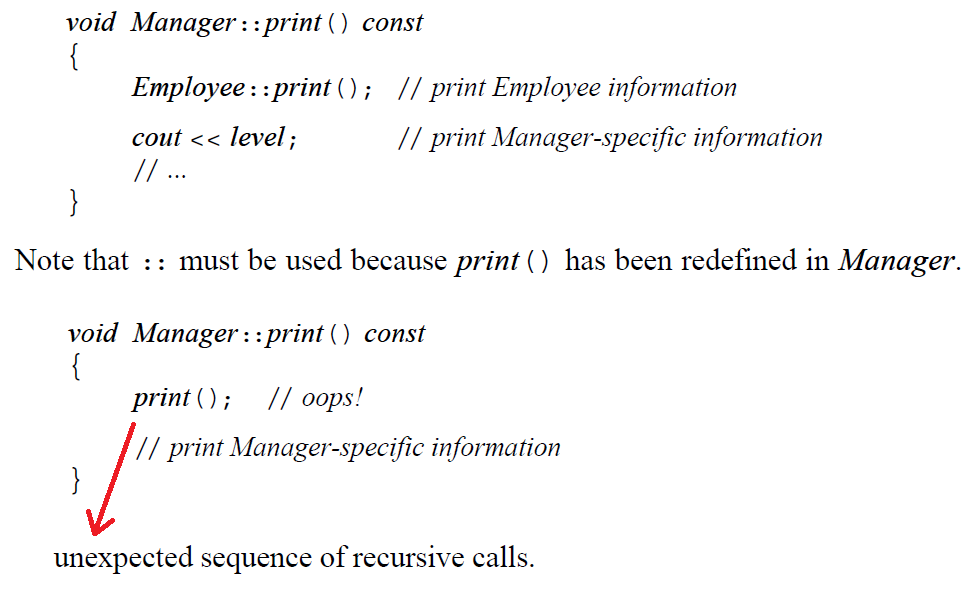 void Manager::print() const
{
Employee::print(); // print Employee information
cout << level; // print Manager-specific information
// ...
}
Note that :: must be used because print() has been redefined in Manager.
void Manager::print() const
{
print(); // oops!
// print Manager-specific information
}
unexpected sequence of recursive calls.